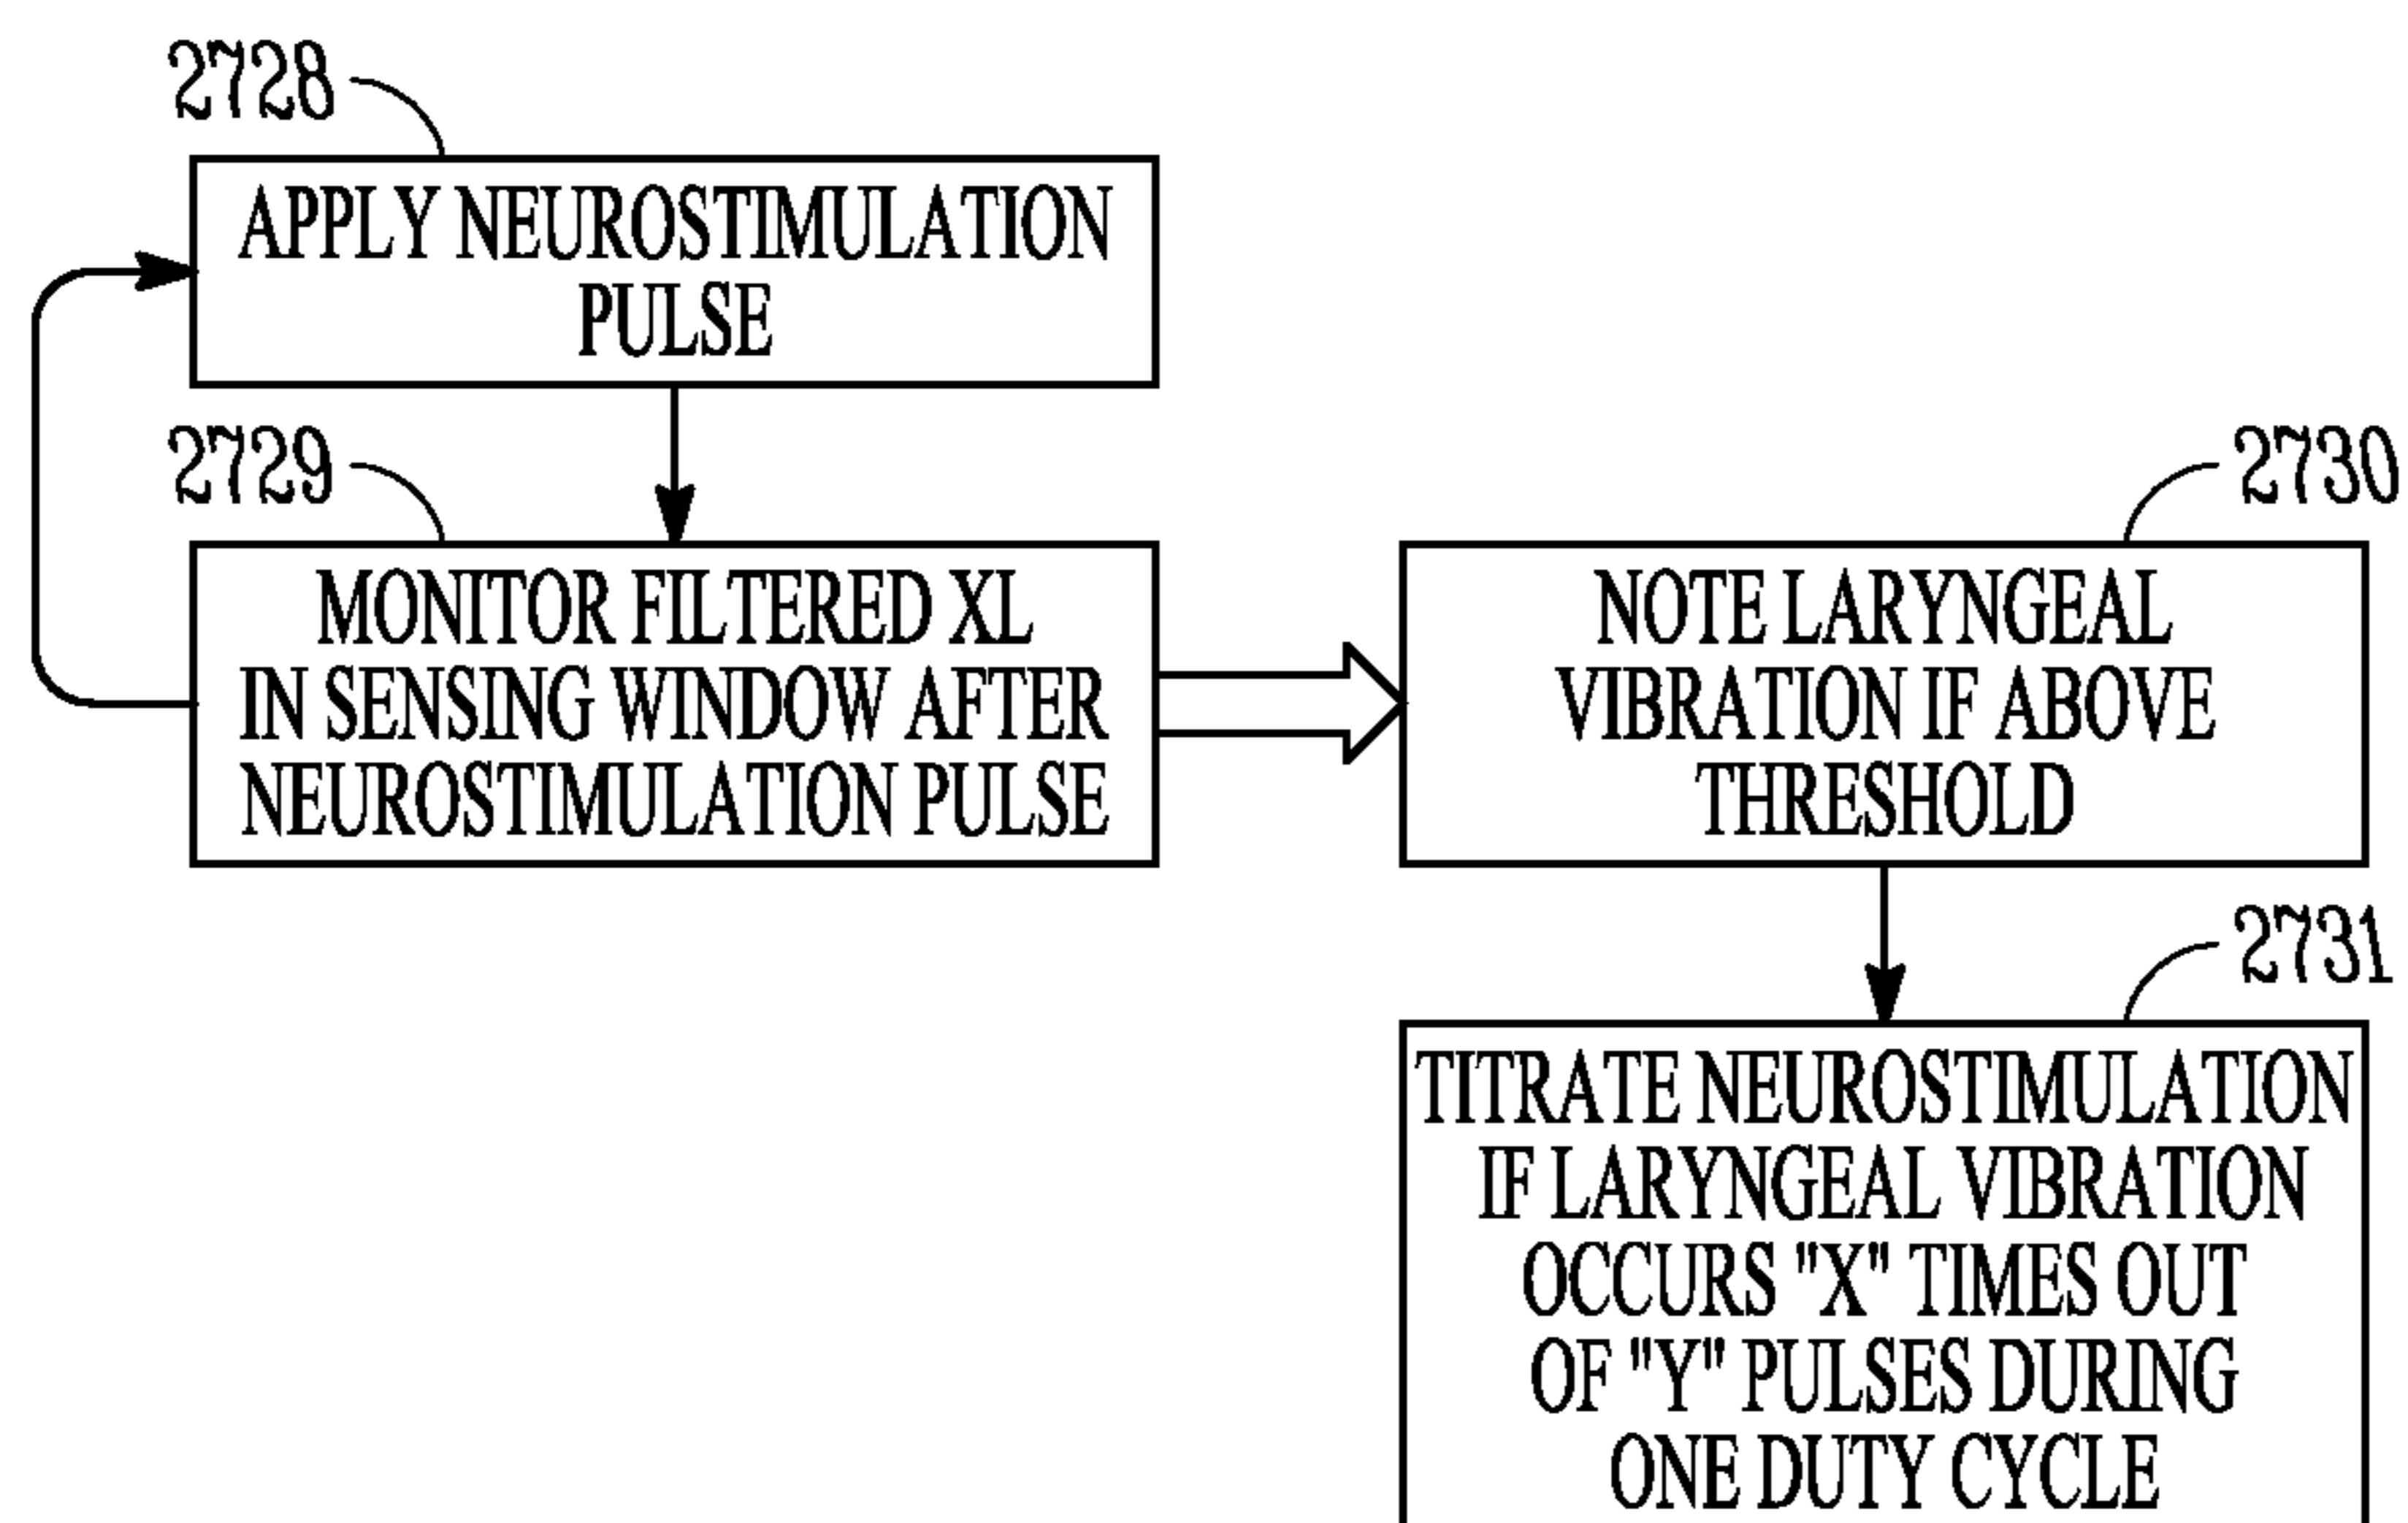 2728
APPLY NEUROSTIMULATION
PULSE
2729
MONITOR FILTERED XL
IN SENSING WINDOW AFTER
NEUROSTIMULATION PULSE
2730
NOTE LARYNGEAL
VIBRATION IF ABOVE
THRESHOLD
2731
TITRATE NEUROSTIMULATION
IF LARYNGEAL VIBRATION
OCCURS "X" TIMES OUT
OF "Y" PULSES DURING
ONE DUTY CYCLE